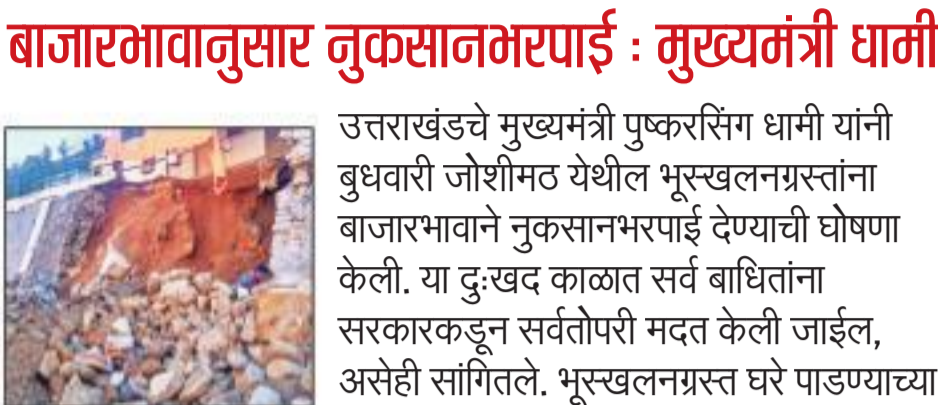 बाजारभावानुसार नुकसानभरपाई : मुख्यमंत्री धामी
उत्तराखंडचे मुख्यमंत्री पुष्करसिंग धामी यांनी
बुधवारी जोशीमठ येथील भूस्खलनग्रस्तांना
बाजारभावाने नुकसानभरपाई देण्याची घोषणा
केली. या दुःखद काळात सर्व बाधितांना
सरकारकडून सर्वतोपरी मदत केली जाईल,
असेही सांगितले. भूस्खलनग्रस्त घरे पाडण्याच्या